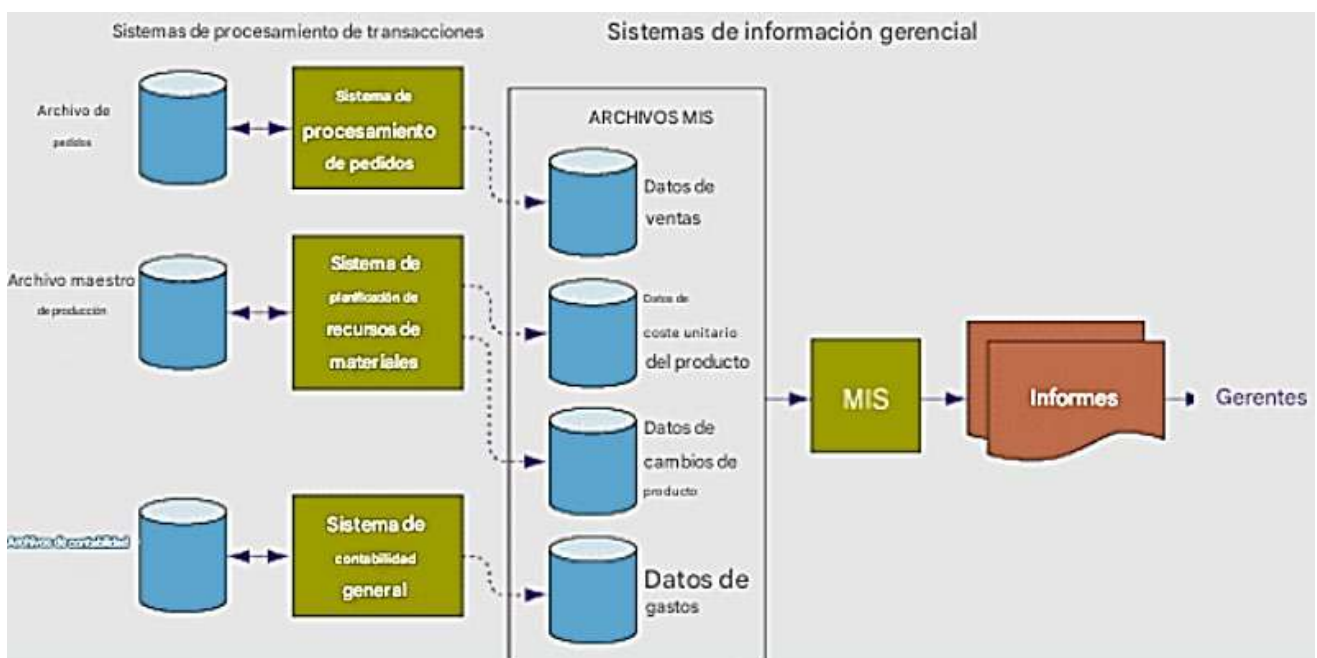 Sistemas de procesamiento de transacciones
Sistemas de información gerencial
Archivo de
pedidos
Sistema de
procesamiento
de pedidos
Archivo maestro
de producción
Sistema de
planificación de
recursos de
materiales
Archivos de contabilidad
Sistema de
contabilidad
general
ARCHIVOS MIS
Datos de
ventas
Datos de
coste unitario
del producto
Datos de
cambios de
producto
Datos de
gastos
MIS
Informes
Gerentes